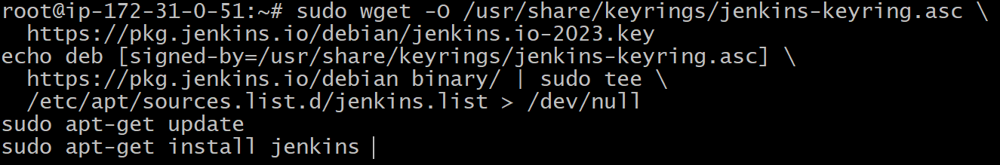 root@ip-172-31-0-51:~# sudo wget -O /usr/share/keyrings/jenkins-keyring.asc \
  https://pkg.jenkins.io/debian/jenkins.io-2023.key
echo deb [signed-by=/usr/share/keyrings/jenkins-keyring.asc] \
  https://pkg.jenkins.io/debian binary/ | sudo tee \
  /etc/apt/sources.list.d/jenkins.list > /dev/null
sudo apt-get update
sudo apt-get install jenkins